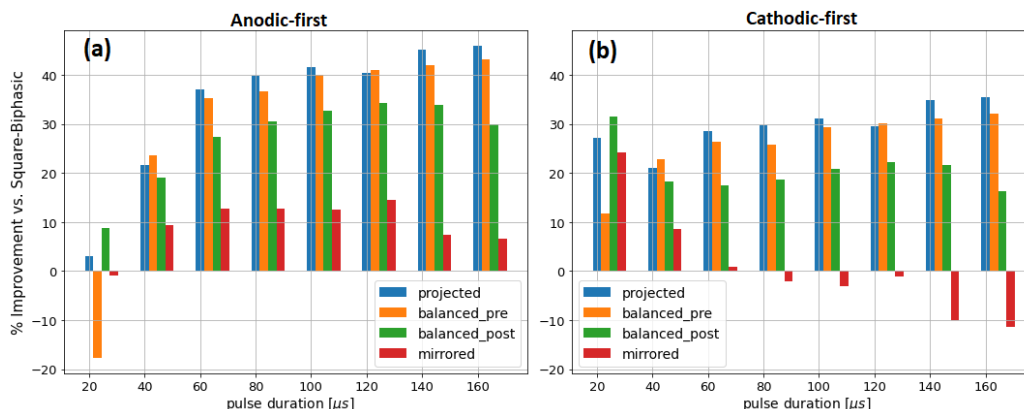 Anodic-first
Cathodic-first
(a)
(b)
% Improvement vs. Square-Biphasic
40
30
20
10
0
−10
−20
40
30
20
10
0
−10
−20
projected
balanced_pre
balanced_post
mirrored
projected
balanced_pre
balanced_post
mirrored
20 40 60 80 100 120 140 160
20 40 60 80 100 120 140 160
pulse duration [μs]
pulse duration [μs]